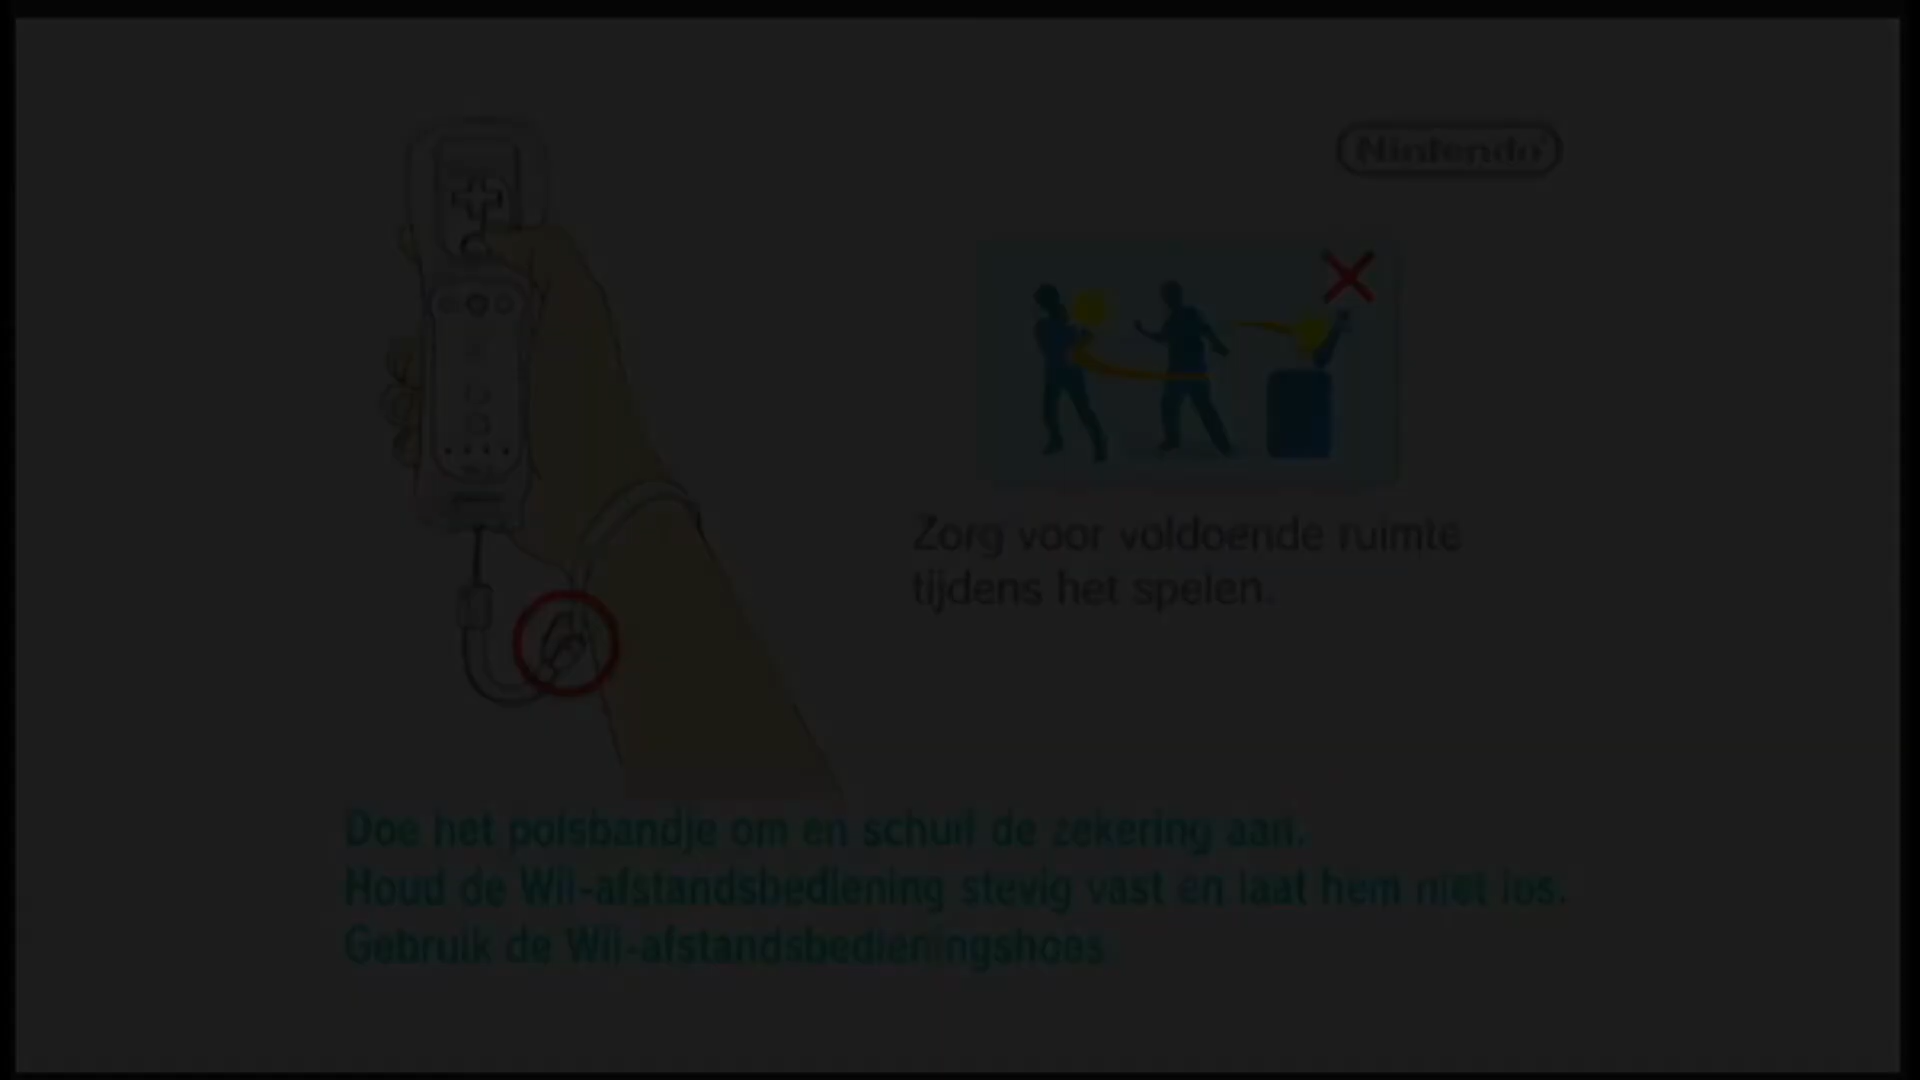 Nintendo
Zorg voor voldoende ruimte
tijdens het spelen.
Doe het polsbandje om en schuif de zekering aan.
Houd de Wii-afstandsbediening stevig vast en laat hem niet los.
Gebruik de Wii-afstandsbedieningshoes